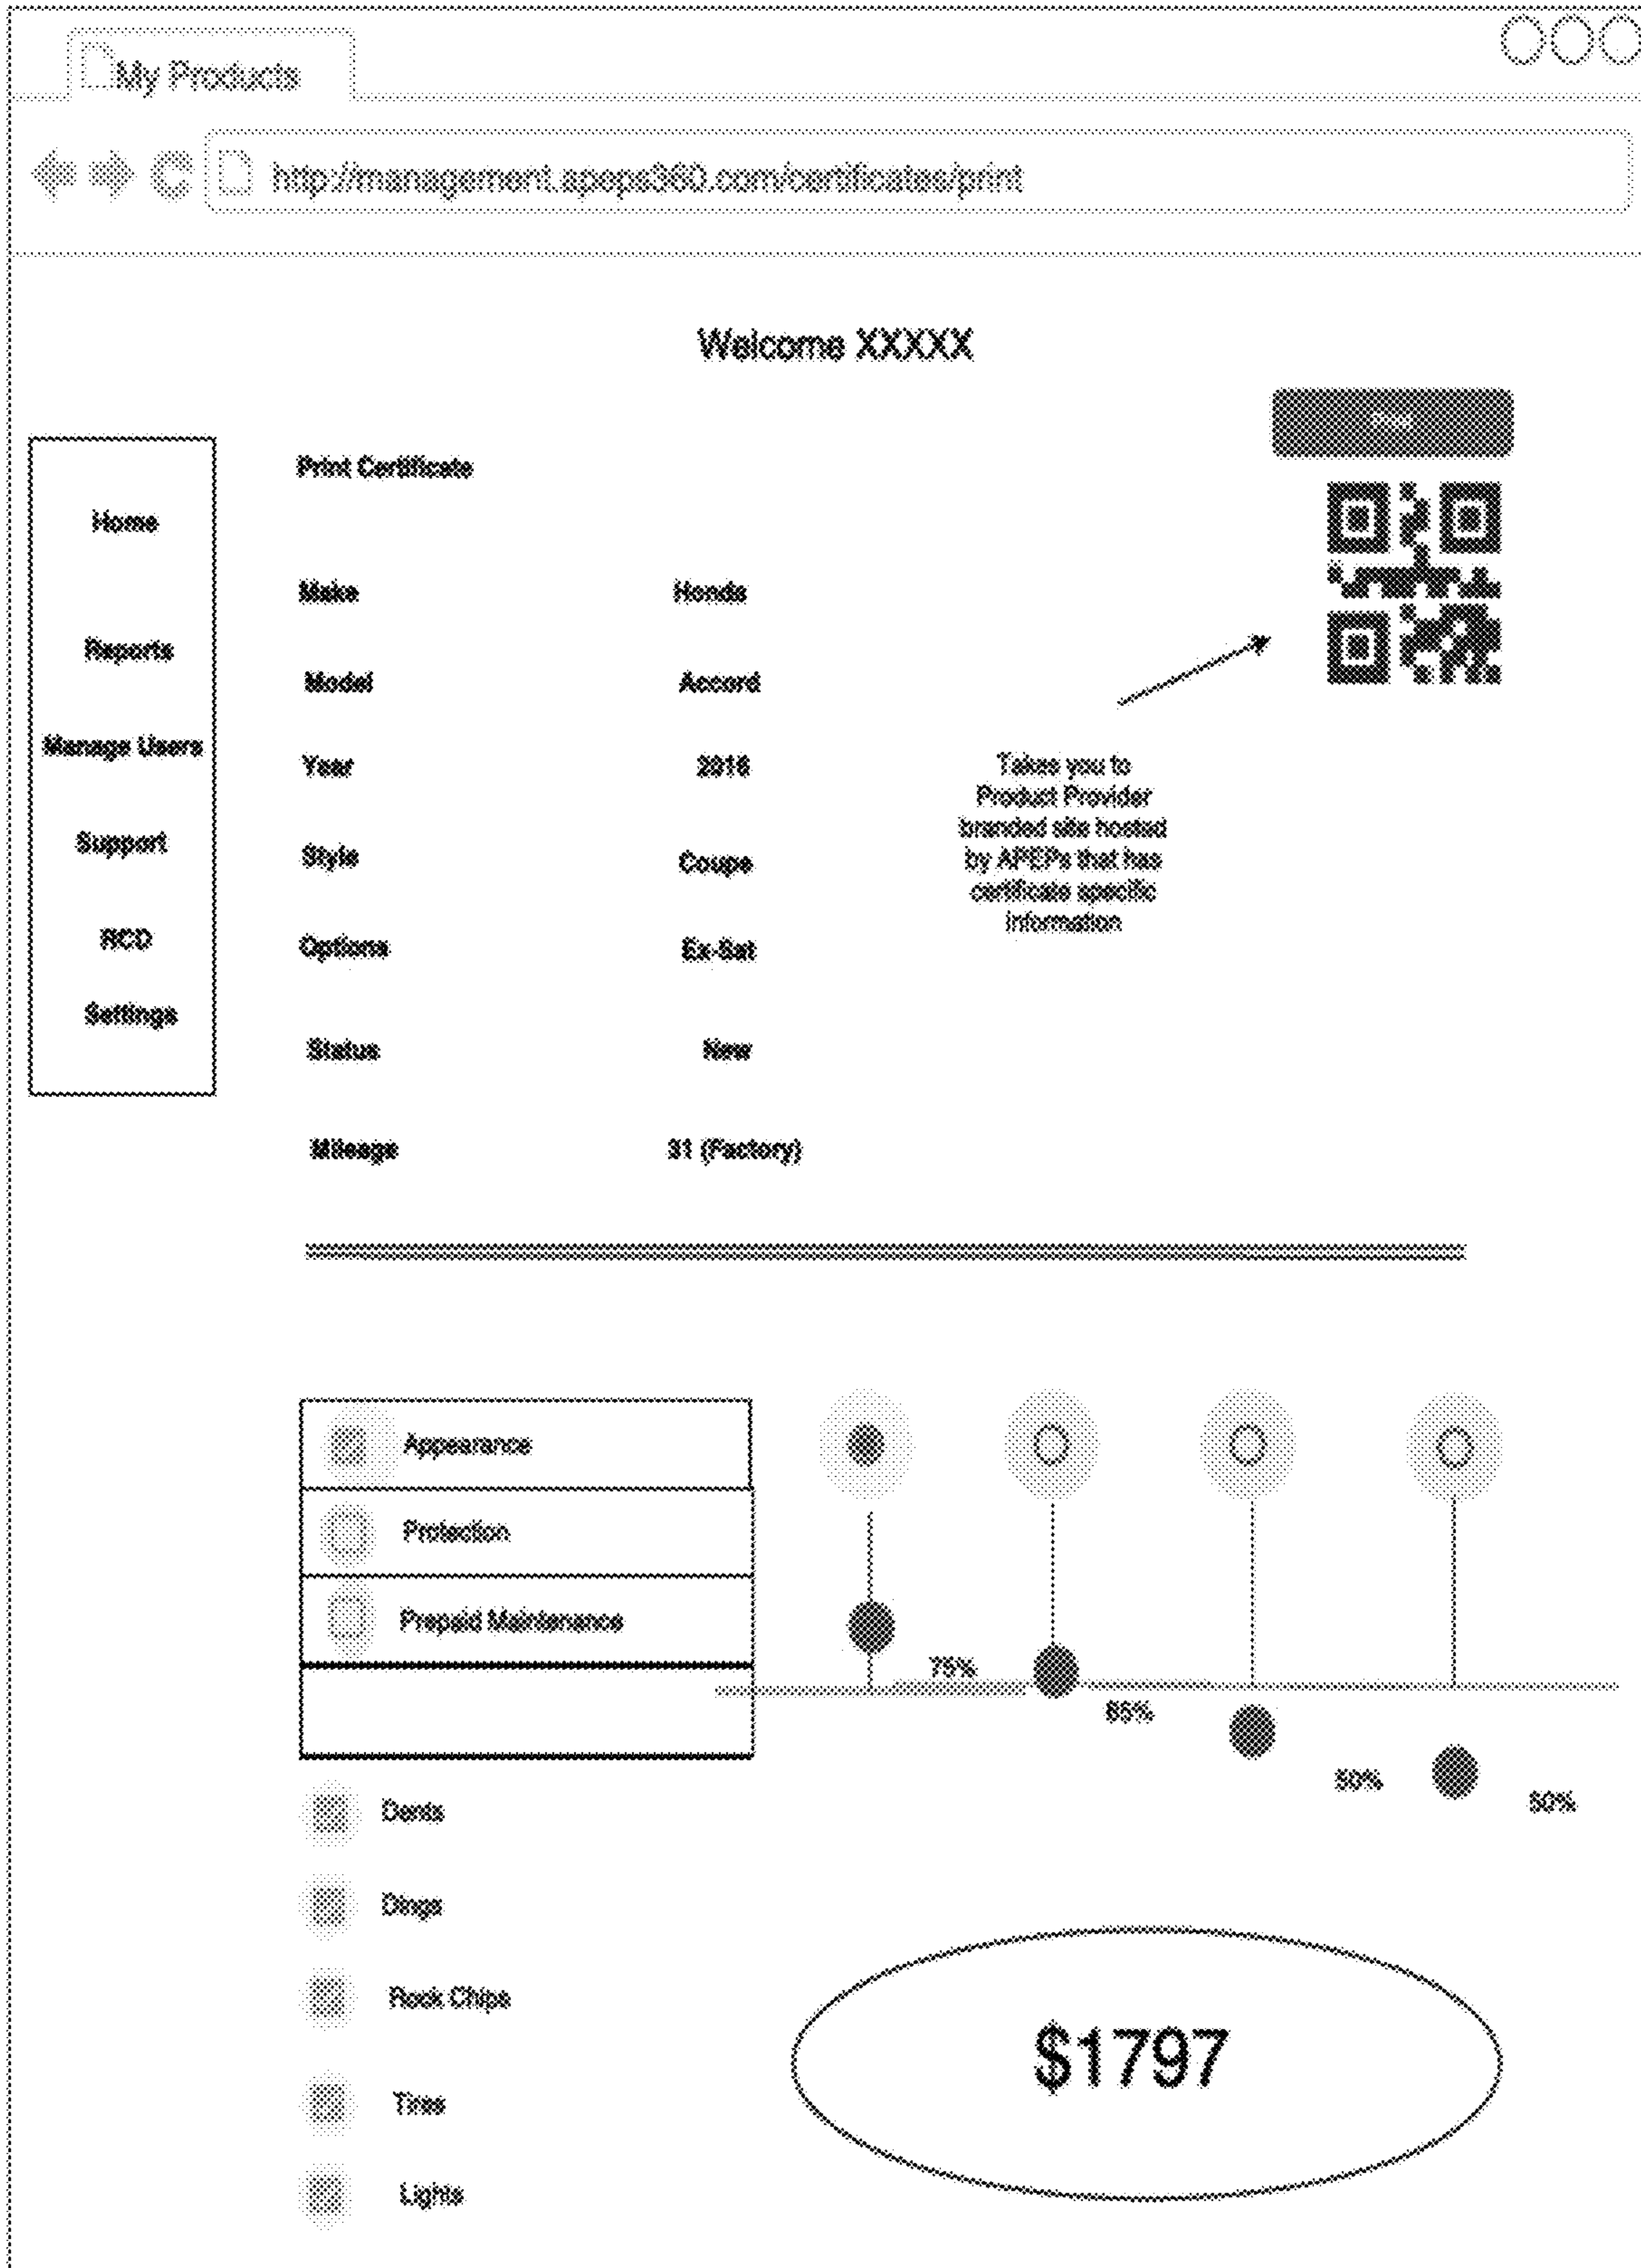 My Products
http://management.apeps360.com/certificates/print
Welcome XXXXX
Print Certificate
Home
Reports
Manage Users
Support
RCD
Settings
Make Honda
Model Accord
Year 2016
Style Coupe
Options Ex-Sat
Status New
Mileage 31 (Factory)
Takes you to
Product Provider
branded site hosted
by APEPs that has
certificate specific
information
Appearance
Protection
Prepaid Maintenance
75%
85%
50%
50%
Dents
Dings
Rock Chips
Tires
Lights
$1797